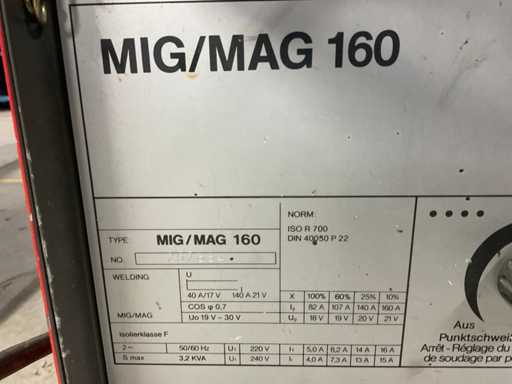 MIG/MAG 160
NORM:
ISO R 700
DIN 40050 P 22
TYPE MIG/MAG 160
NO.
WELDING U
40 A/17 V 140 A 21 V X 100% 60% 25% 10%
COS φ 0,7 I₂ 82 A 107 A 140 A 160 A
MIG/MAG Uo 19 V – 30 V U₂ 18 V 19 V 20 V 21 V
Isolierklasse F
2~ 50/60 Hz U₁ 220 V I₁ 5,0 A 8,2 A 14 A 16 A
S max 3,2 KVA U₁ 240 V I₁ 4,0 A 7,3 A 13 A 15 A
Aus
Punktschweiß
Arrêt - Réglage du
de soudage par po